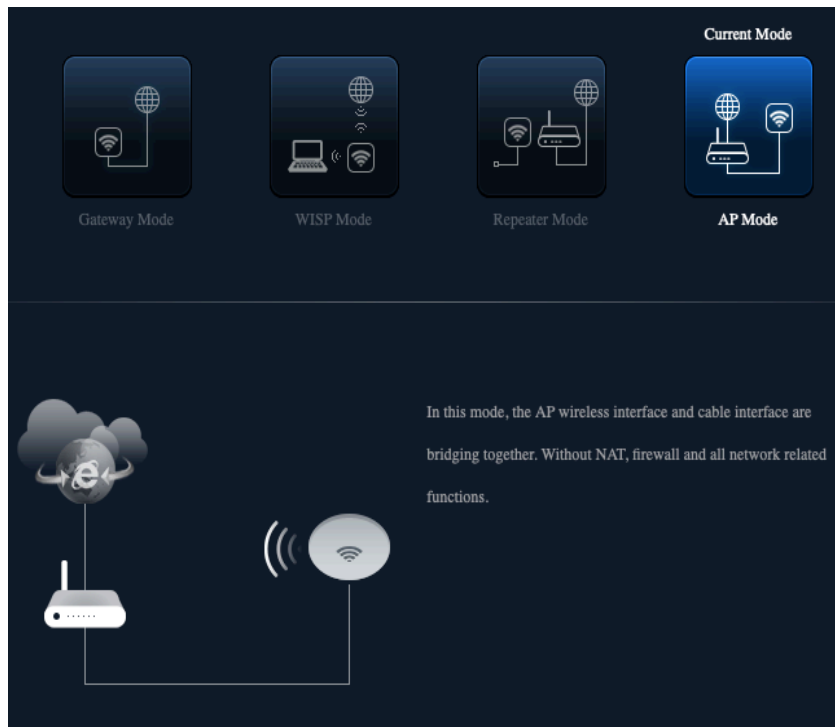 Current Mode
Gateway Mode
WISP Mode
Repeater Mode
AP Mode
In this mode, the AP wireless interface and cable interface are
bridging together. Without NAT, firewall and all network related
functions.